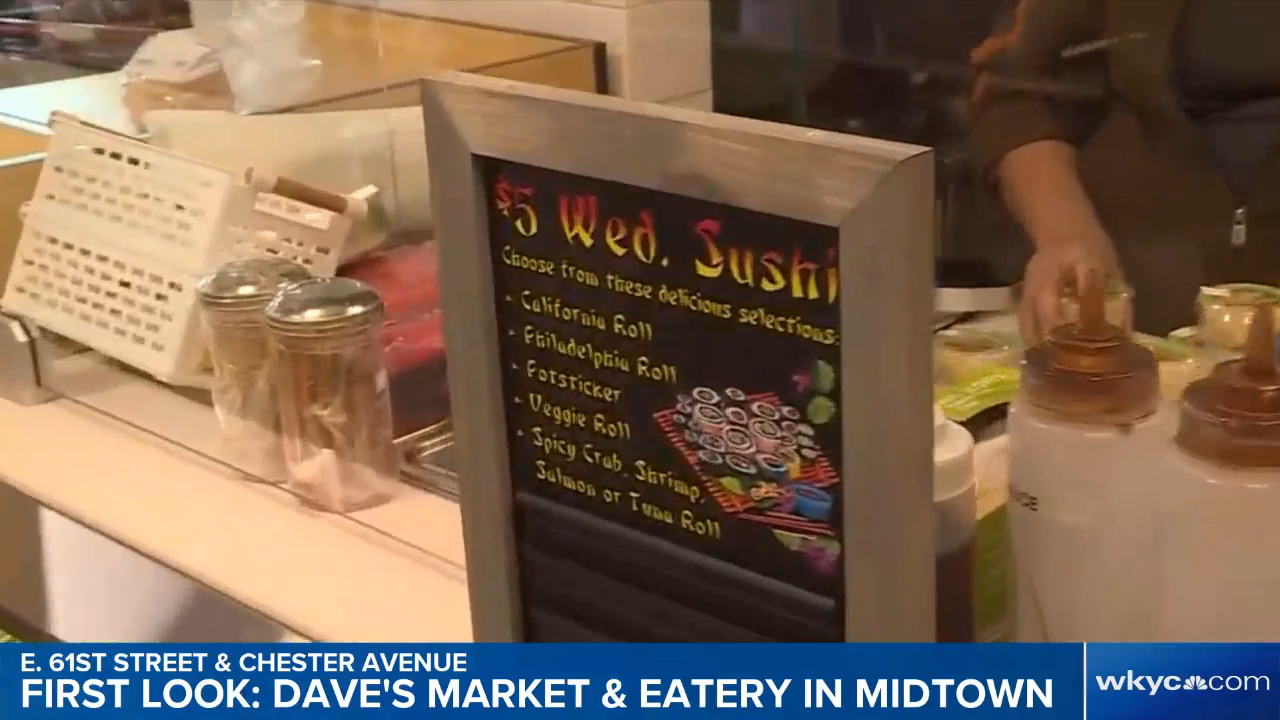 $5 Wed. Sushi
Choose from these delicious selections:
- California Roll
- Philadelphia Roll
- Potsticker
- Veggie Roll
- Spicy Crab, Shrimp,
Salmon or Tuna Roll
E. 61ST STREET & CHESTER AVENUE
FIRST LOOK: DAVE'S MARKET & EATERY IN MIDTOWN
wkyc.com